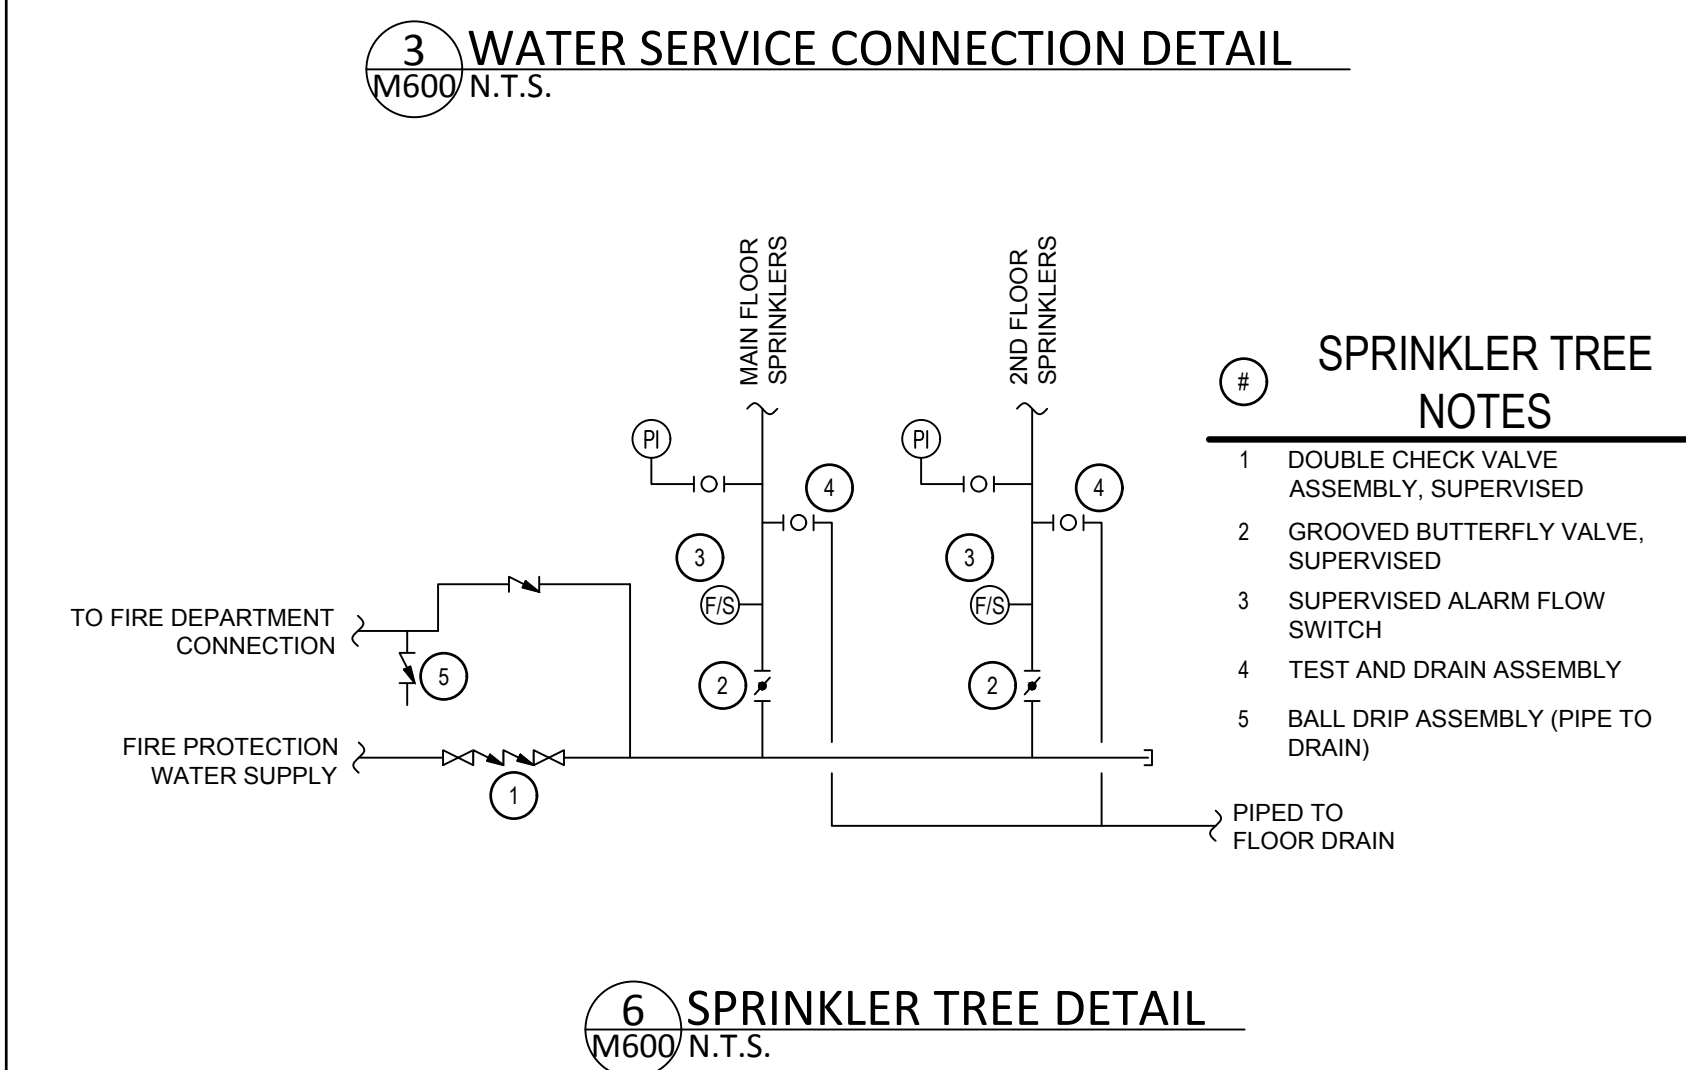 3
WATER SERVICE CONNECTION DETAIL
M600
N.T.S.
MAIN FLOOR
SPRINKLERS
2ND FLOOR
SPRINKLERS
PI
PI
4
4
3
3
F/S
F/S
2
2
TO FIRE DEPARTMENT
CONNECTION
5
FIRE PROTECTION
WATER SUPPLY
1
PIPED TO
FLOOR DRAIN
#
SPRINKLER TREE
NOTES
1 DOUBLE CHECK VALVE
ASSEMBLY, SUPERVISED
2 GROOVED BUTTERFLY VALVE,
SUPERVISED
3 SUPERVISED ALARM FLOW
SWITCH
4 TEST AND DRAIN ASSEMBLY
5 BALL DRIP ASSEMBLY (PIPE TO
DRAIN)
6
SPRINKLER TREE DETAIL
M600
N.T.S.